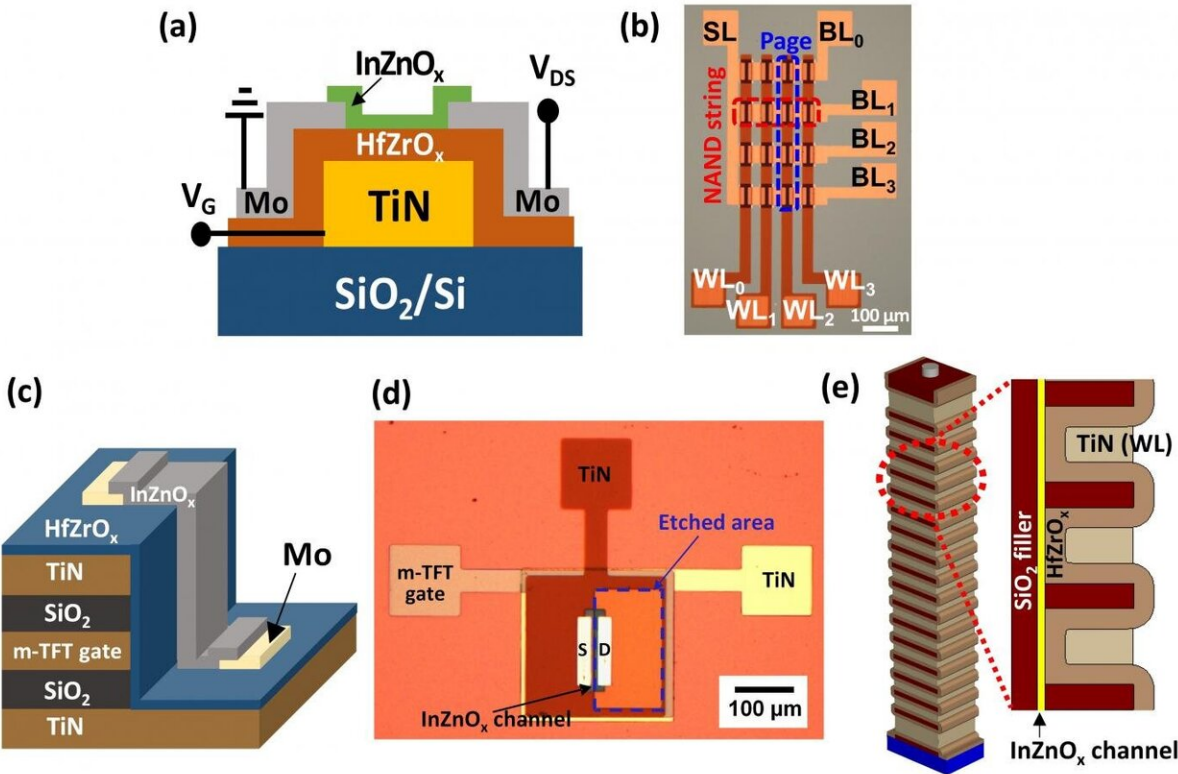 (a)
InZnOₓ
V_DS
HfZrOₓ
V_G
Mo
TiN
Mo
SiO₂/Si
(b)
SL
Page
BL₀
NAND string
BL₁
BL₂
BL₃
WL₀
WL₁
WL₂
WL₃
100 μm
(c)
InZnOₓ
HfZrOₓ
Mo
TiN
SiO₂
m-TFT gate
SiO₂
TiN
(d)
TiN
Etched area
m-TFT
gate
TiN
S
D
InZnOₓ channel
100 μm
(e)
TiN (WL)
SiO₂ filler
HfZrOₓ
InZnOₓ channel